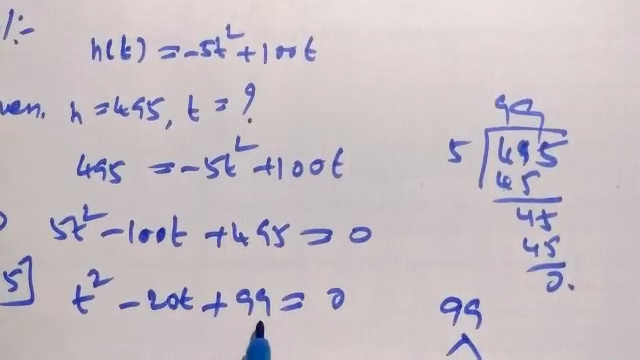 /:-
h(t) = -5t² + 100t
ven. h = 495, t = ?
495 = -5t² + 100t
5t² - 100t + 495 = 0
5] t² - 20t + 99 = 0
99
5 495
45
45
45
0.
99